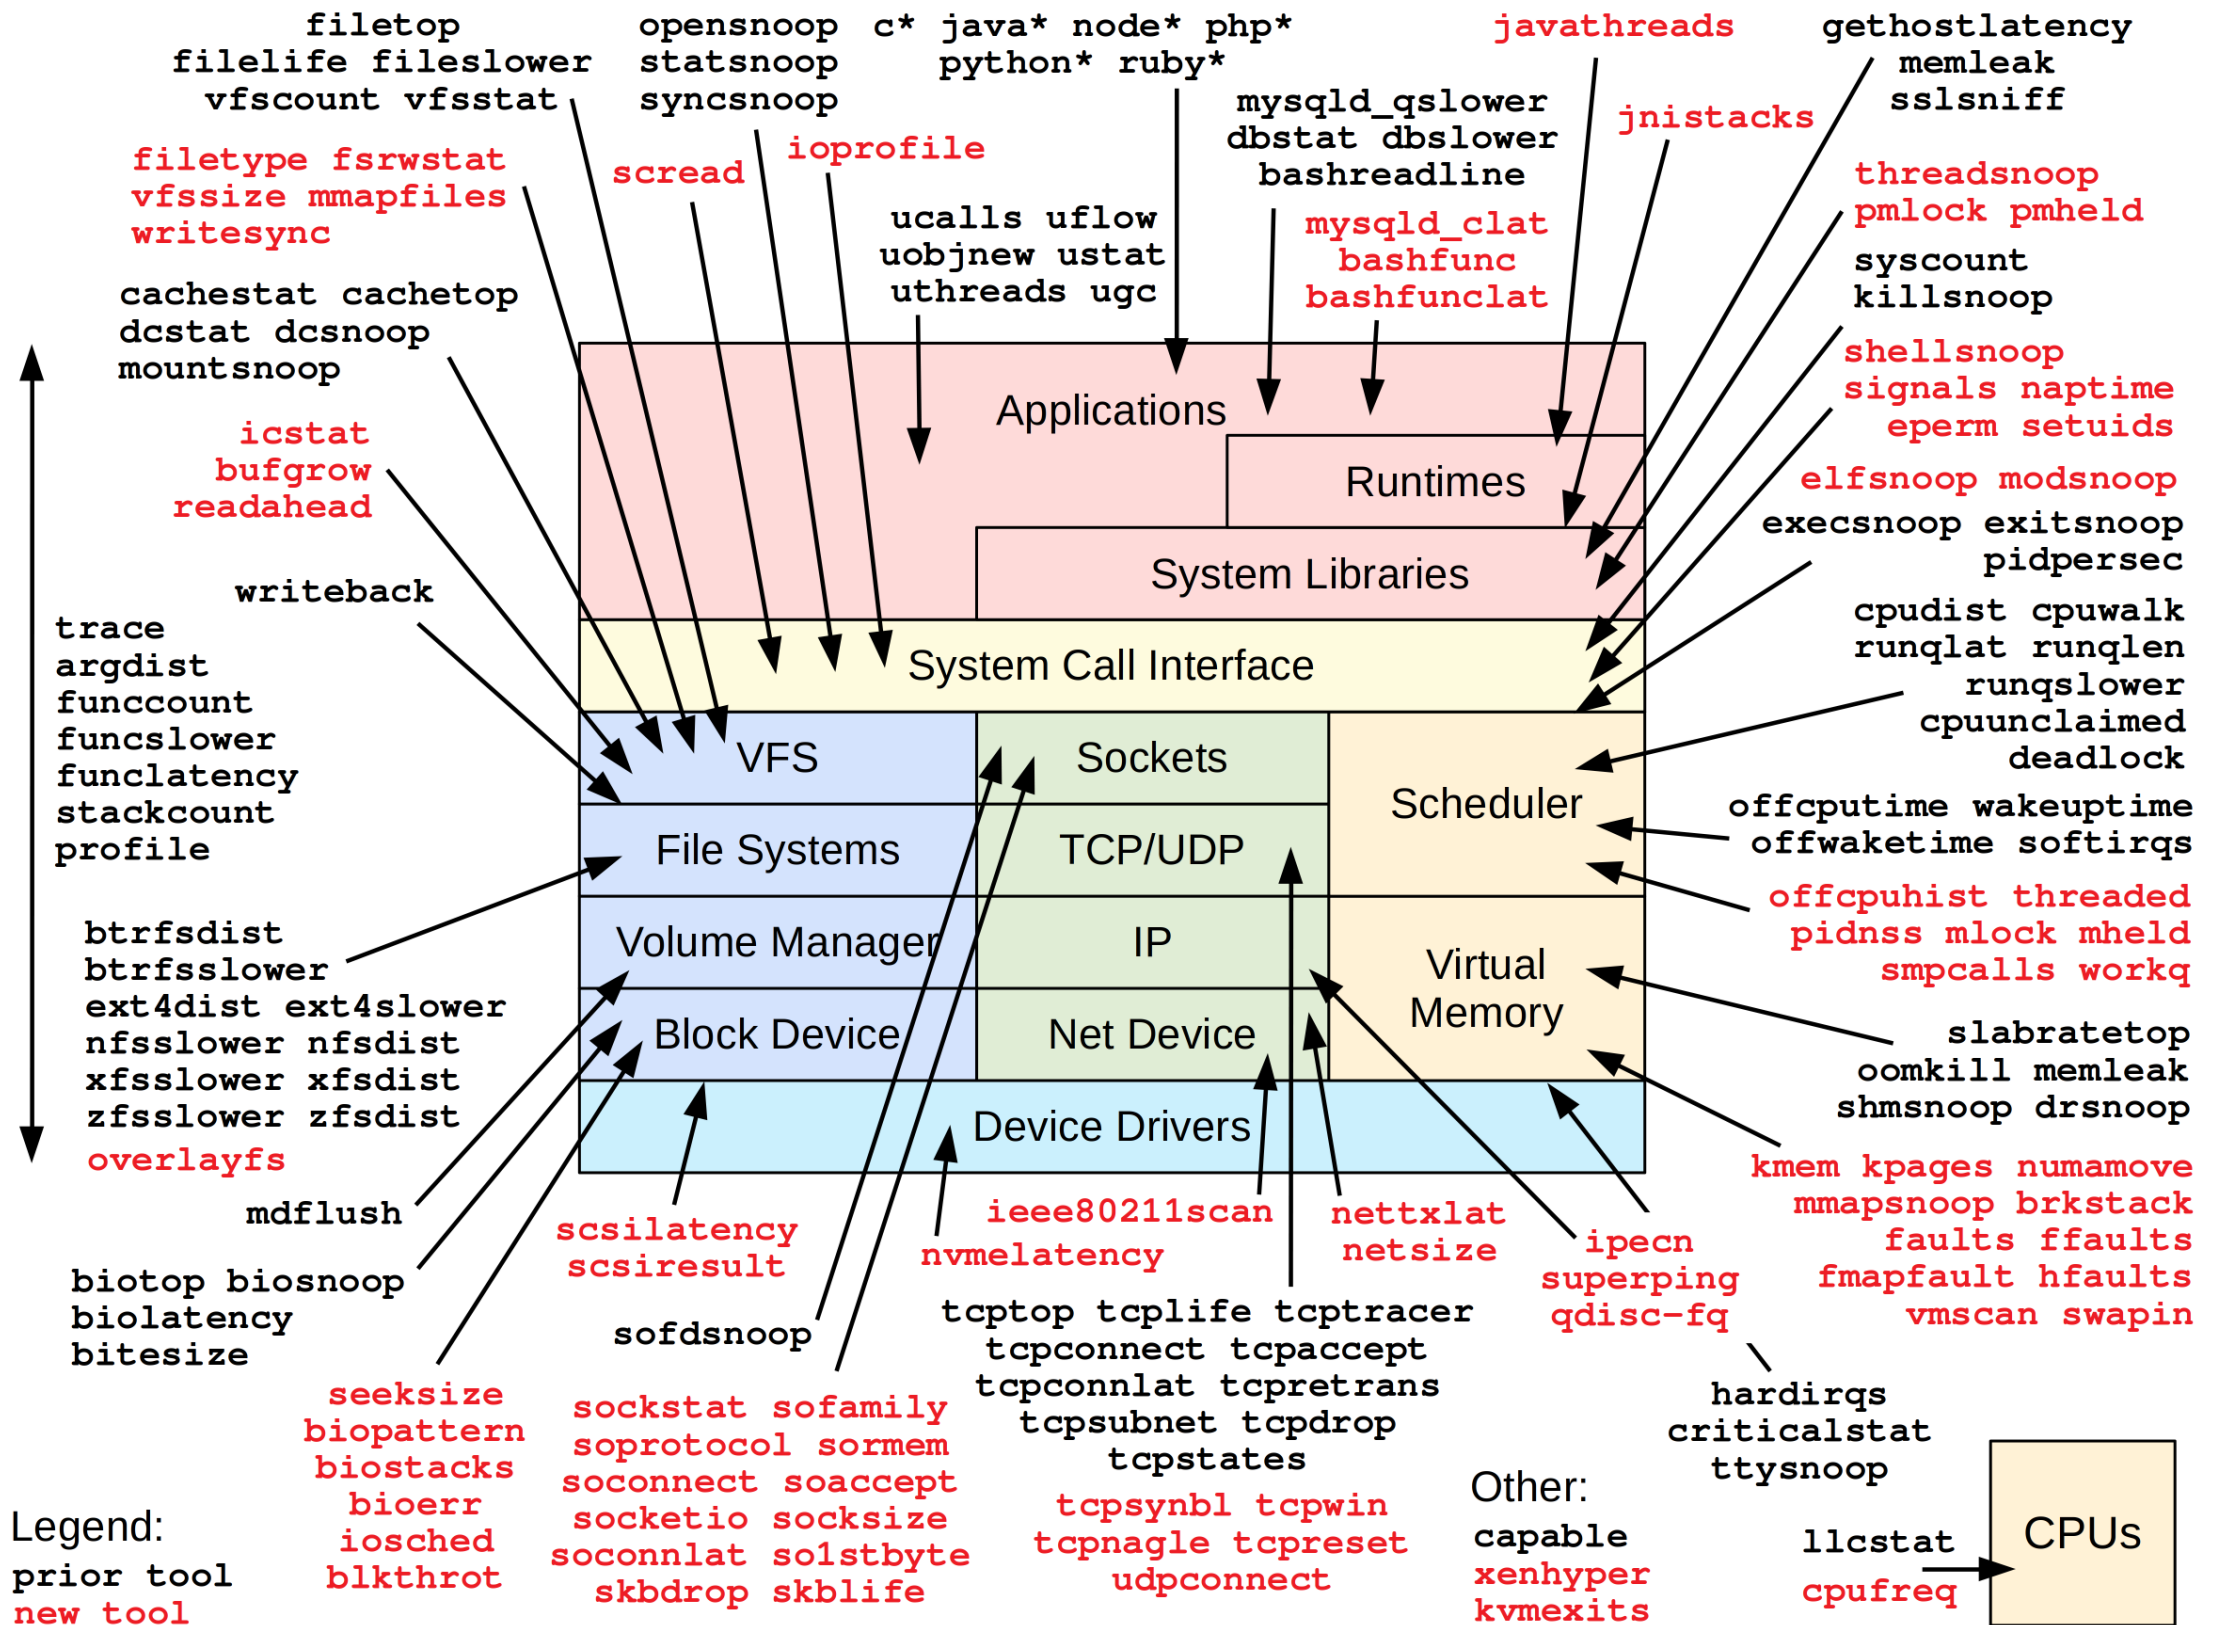 filetop
filelife fileslower
vfscount vfsstat
opensnoop
statsnoop
syncsnoop
c* java* node* php*
python* ruby*
javathreads
gethostlatency
memleak
sslsniff
mysqld_qslower
dbstat dbslower
bashreadline
jnistacks
filetype fsrwstat
vfssize mmapfiles
writesync
scread
ioprofile
threadsnoop
pmlock pmheld
ucalls uflow
uobjnew ustat
uthreads ugc
mysqld_clat
bashfunc
bashfunclat
syscount
killsnoop
cachestat cachetop
dcstat dcsnoop
mountsnoop
shellsnoop
signals naptime
eperm setuids
icstat
bufgrow
readahead
Applications
Runtimes
System Libraries
System Call Interface
elfsnoop modsnoop
execsnoop exitsnoop
pidpersec
writeback
trace
argdist
funccount
funcslower
funclatency
stackcount
profile
cpudist cpuwalk
runqlat runqlen
runqslower
cpuunclaimed
deadlock
VFS
Sockets
Scheduler
File Systems
TCP/UDP
offcputime wakeuptime
offwaketime softirqs
offcpuhist threaded
pidnss mlock mheld
smpcalls workq
Volume Manager
IP
Virtual
Memory
Block Device
Net Device
Device Drivers
btrfsdist
btrfsslower
ext4dist ext4slower
nfsslower nfsdist
xfsslower xfsdist
zfsslower zfsdist
overlayfs
slabratetop
oomkill memleak
shmsnoop drsnoop
kmem kpages numamove
mmapsnoop brkstack
faults ffaults
fmapfault hfaults
vmscan swapin
mdflush
scsilatency
scsiresult
ieee80211scan
nvmelatency
nettxlat
netsize
ipecn
superping
qdisc-fq
biotop biosnoop
biolatency
bitesize
sofdsnoop
tcptop tcplife tcptracer
tcpconnect tcpaccept
tcpconnlat tcpretrans
tcpsubnet tcpdrop
tcpstates
hardirqs
criticalstat
ttysnoop
seeksize
biopattern
biostacks
bioerr
iosched
blkthrot
sockstat sofamily
soprotocol sormem
soconnect soaccept
socketio socksize
soconnlat so1stbyte
skbdrop skblife
tcpsynbl tcpwin
tcpnagle tcpreset
udpconnect
Other:
capable
xenhyper
kvmexits
llcstat
cpufreq
CPUs
Legend:
prior tool
new tool